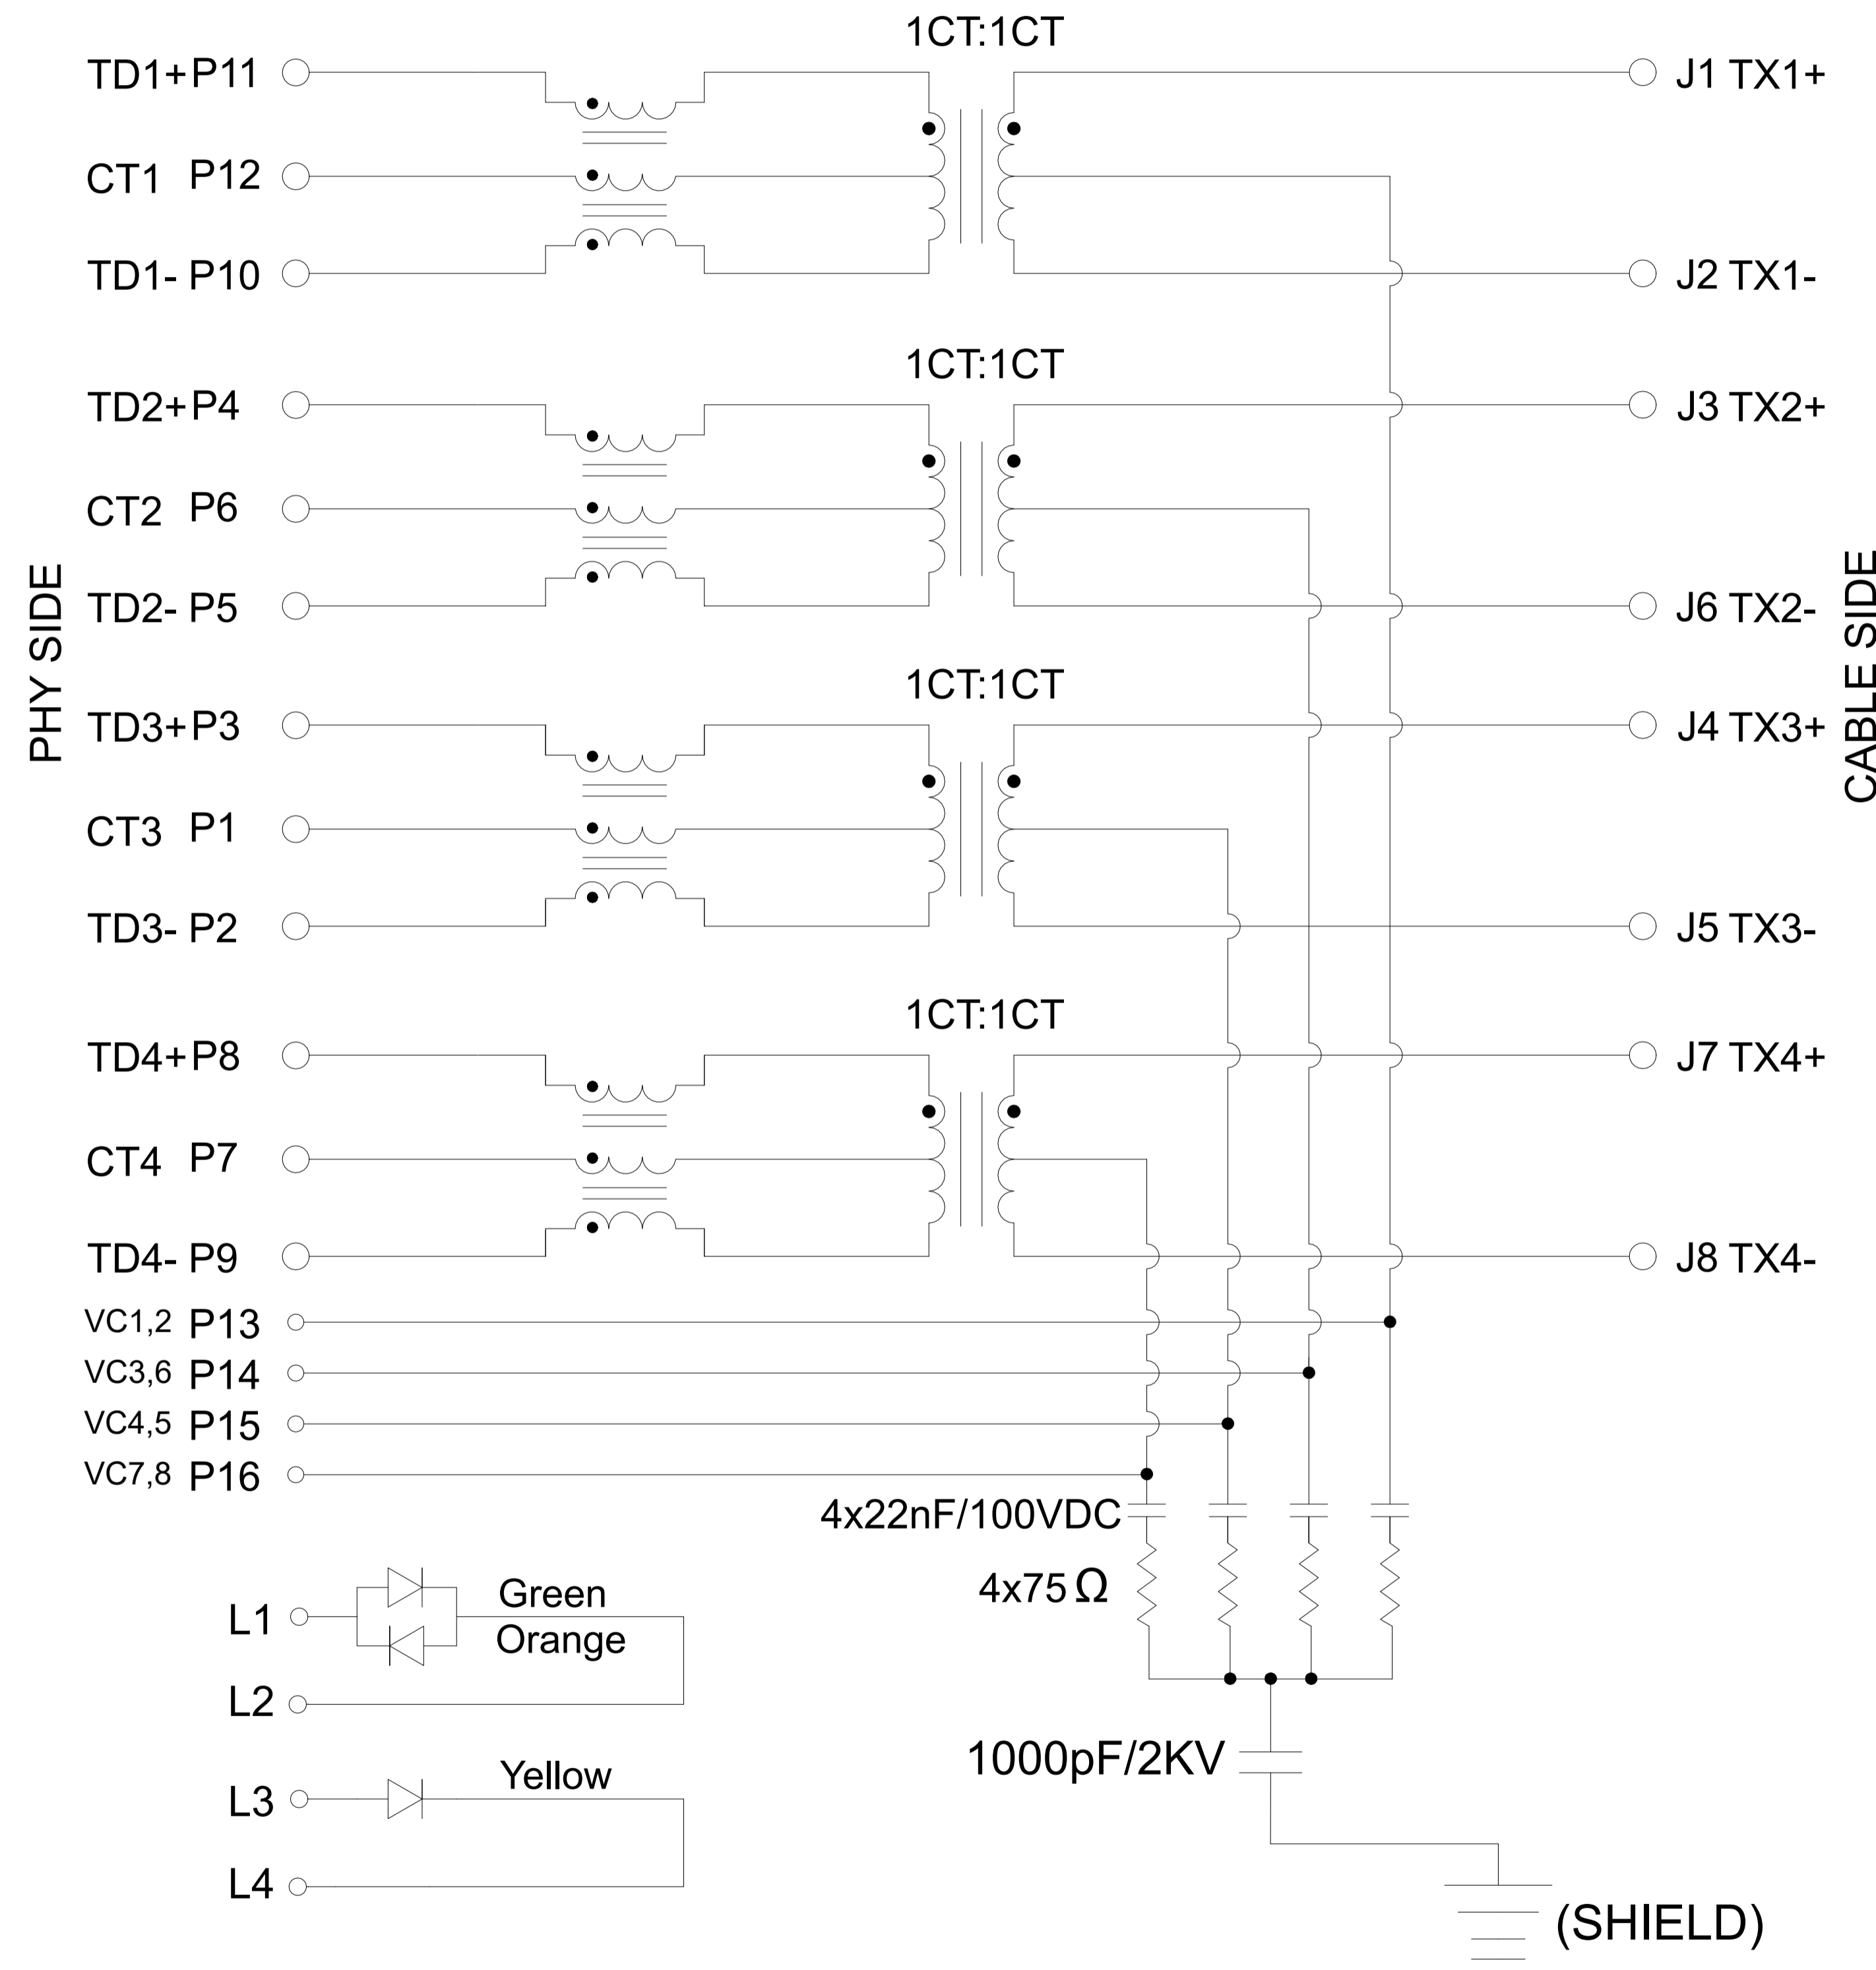 1CT:1CT
TD1+ P11
J1 TX1+
CT1 P12
TD1- P10
J2 TX1-
1CT:1CT
TD2+ P4
J3 TX2+
CT2 P6
TD2- P5
J6 TX2-
PHY SIDE
CABLE SIDE
1CT:1CT
TD3+ P3
J4 TX3+
CT3 P1
TD3- P2
J5 TX3-
1CT:1CT
TD4+ P8
J7 TX4+
CT4 P7
TD4- P9
J8 TX4-
VC1,2 P13
VC3,6 P14
VC4,5 P15
VC7,8 P16
4x22nF/100VDC
4x75 Ω
Green
L1
Orange
L2
1000pF/2KV
Yellow
L3
L4
(SHIELD)